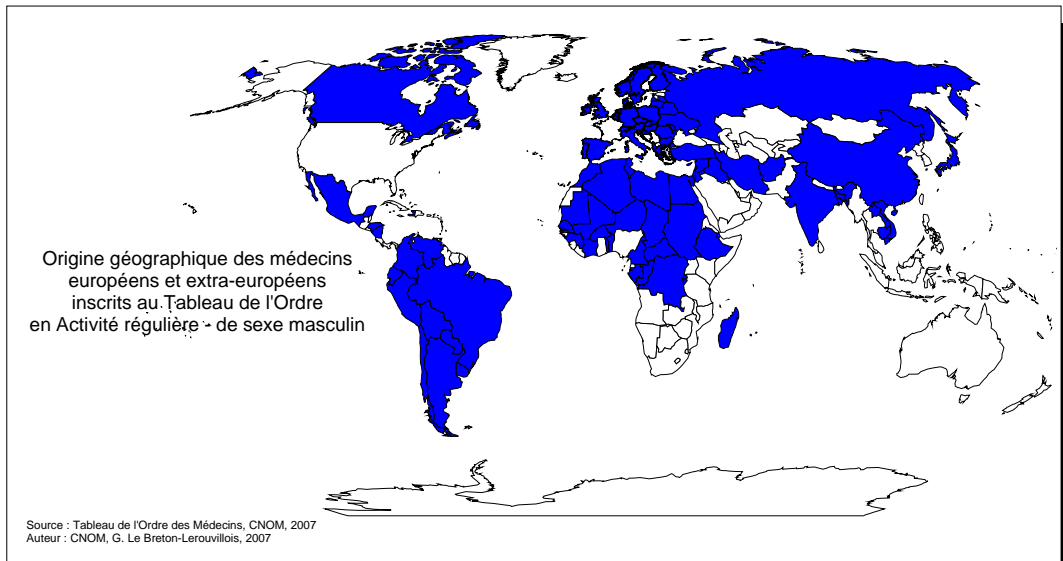 Origine géographique des médecins
européens et extra-européens
inscrits au Tableau de l'Ordre
en Activité régulière - de sexe masculin
Source : Tableau de l'Ordre des Médecins, CNOM, 2007
Auteur : CNOM, G. Le Breton-Lerouvillois, 2007